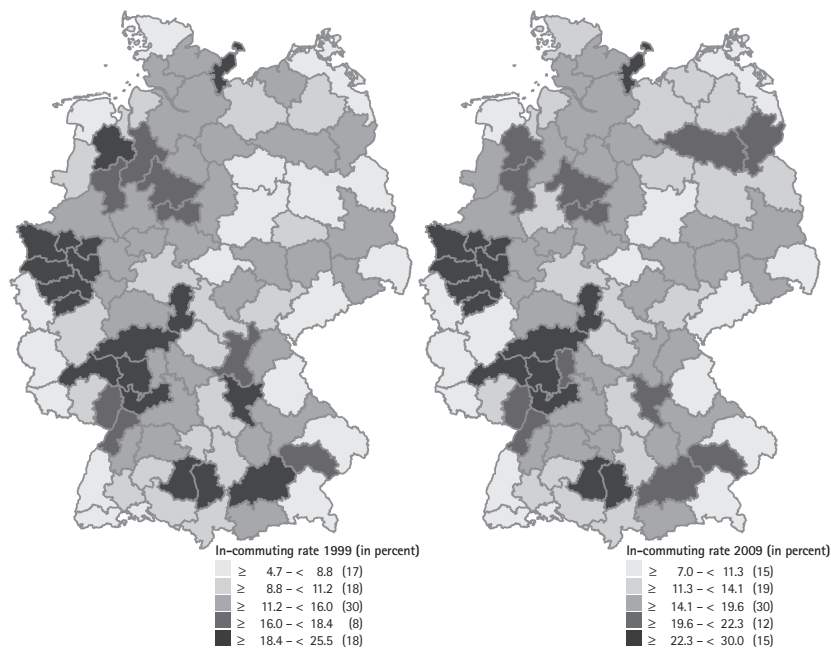 In-commuting rate 1999 (in percent)
≥ 4.7 – < 8.8 (17)
≥ 8.8 – < 11.2 (18)
≥ 11.2 – < 16.0 (30)
≥ 16.0 – < 18.4 (8)
≥ 18.4 – < 25.5 (18)
In-commuting rate 2009 (in percent)
≥ 7.0 – < 11.3 (15)
≥ 11.3 – < 14.1 (19)
≥ 14.1 – < 19.6 (30)
≥ 19.6 – < 22.3 (12)
≥ 22.3 – < 30.0 (15)